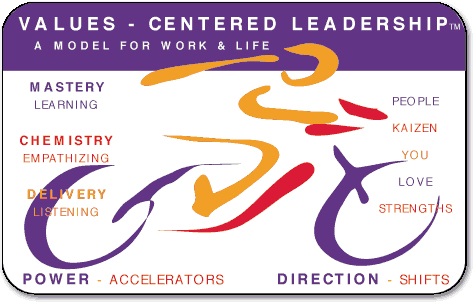 VALUES - CENTERED LEADERSHIP™
A MODEL FOR WORK & LIFE
MASTERY
LEARNING
CHEMISTRY
EMPATHIZING
DELIVERY
LISTENING
PEOPLE
KAIZEN
YOU
LOVE
STRENGTHS
POWER - ACCELERATORS
DIRECTION - SHIFTS